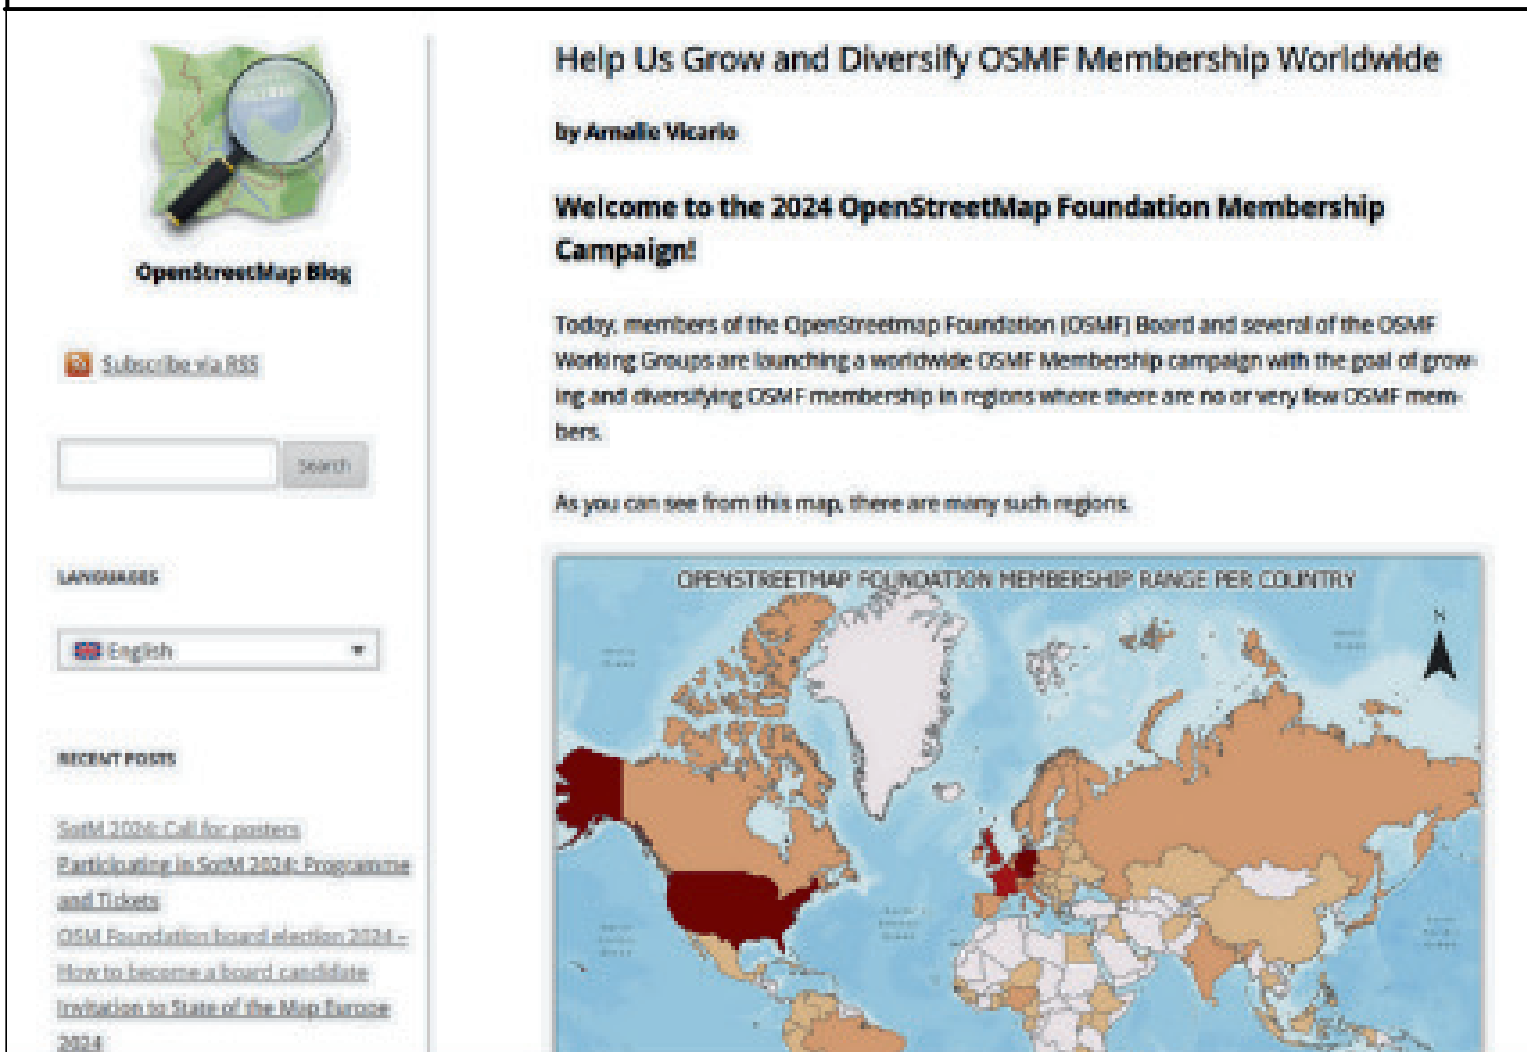 OpenStreetMap Blog
Subscribe via RSS
Search
LANGUAGES
English
RECENT POSTS
SotM 2024: Call for posters
Participating in SotM 2024: Programme
and Tickets
OSM Foundation board election 2024 –
How to become a board candidate
Invitation to State of the Map Europe
2024
Help Us Grow and Diversify OSMF Membership Worldwide
by Arnalie Vicario
Welcome to the 2024 OpenStreetMap Foundation Membership
Campaign!
Today, members of the OpenStreetmap Foundation (OSMF) Board and several of the OSMF
Working Groups are launching a worldwide OSMF Membership campaign with the goal of grow-
ing and diversifying OSMF membership in regions where there are no or very few OSMF mem-
bers.
As you can see from this map, there are many such regions.
OPENSTREETMAP FOUNDATION MEMBERSHIP RANGE PER COUNTRY
N